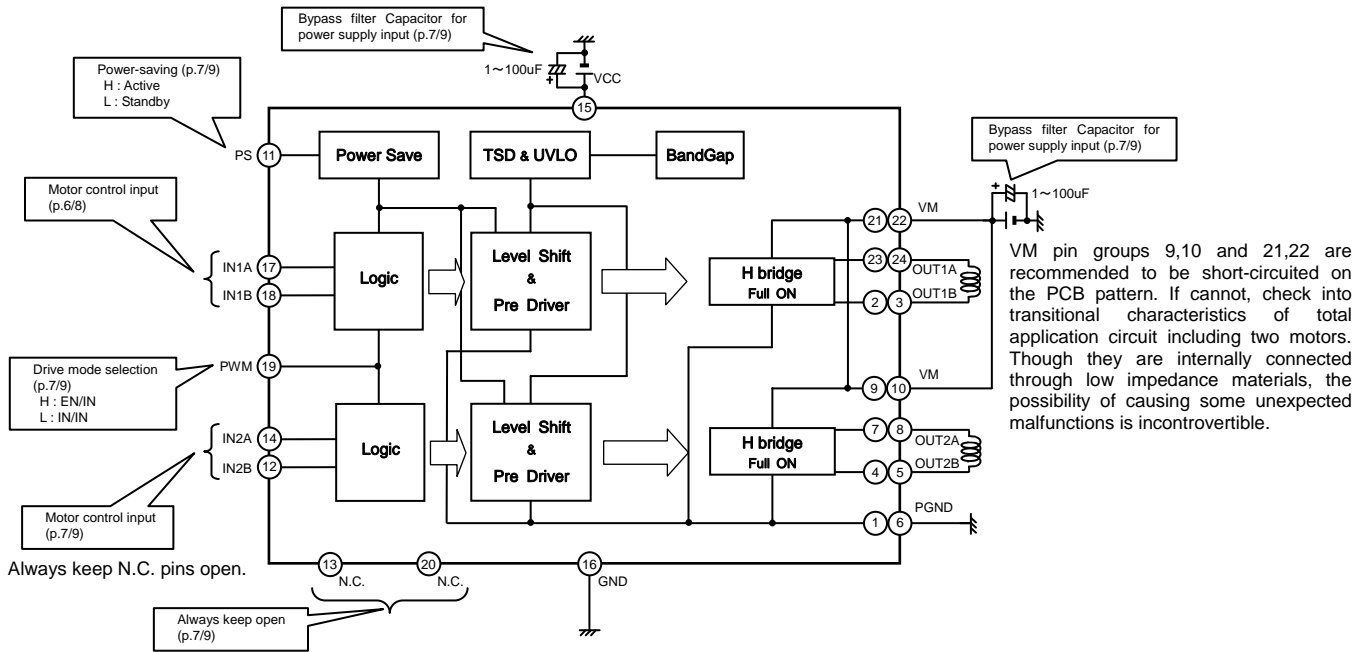 Bypass filter Capacitor for
power supply input (p.7/9)
1～100uF
+
VCC
15
Power-saving (p.7/9)
H : Active
L : Standby
PS 11
Power Save
TSD & UVLO
BandGap
Bypass filter Capacitor for
power supply input (p.7/9)
+
1～100uF
Motor control input
(p.6/8)
IN1A 17
IN1B 18
Logic
Level Shift
&
Pre Driver
H bridge
Full ON
21 22 VM
23 24
OUT1A
OUT1B
2 3
VM pin groups 9,10 and 21,22 are
recommended to be short-circuited on
the PCB pattern. If cannot, check into
transitional characteristics of total
application circuit including two motors.
Though they are internally connected
through low impedance materials, the
possibility of causing some unexpected
malfunctions is incontrovertible.
Drive mode selection
(p.7/9)
H : EN/IN
L : IN/IN
PWM 19
IN2A 14
IN2B 12
Logic
Level Shift
&
Pre Driver
H bridge
Full ON
9 10 VM
7 8
OUT2A
OUT2B
4 5
1 6 PGND
Motor control input
(p.7/9)
Always keep N.C. pins open.
13
N.C.
20
N.C.
16
GND
Always keep open
(p.7/9)